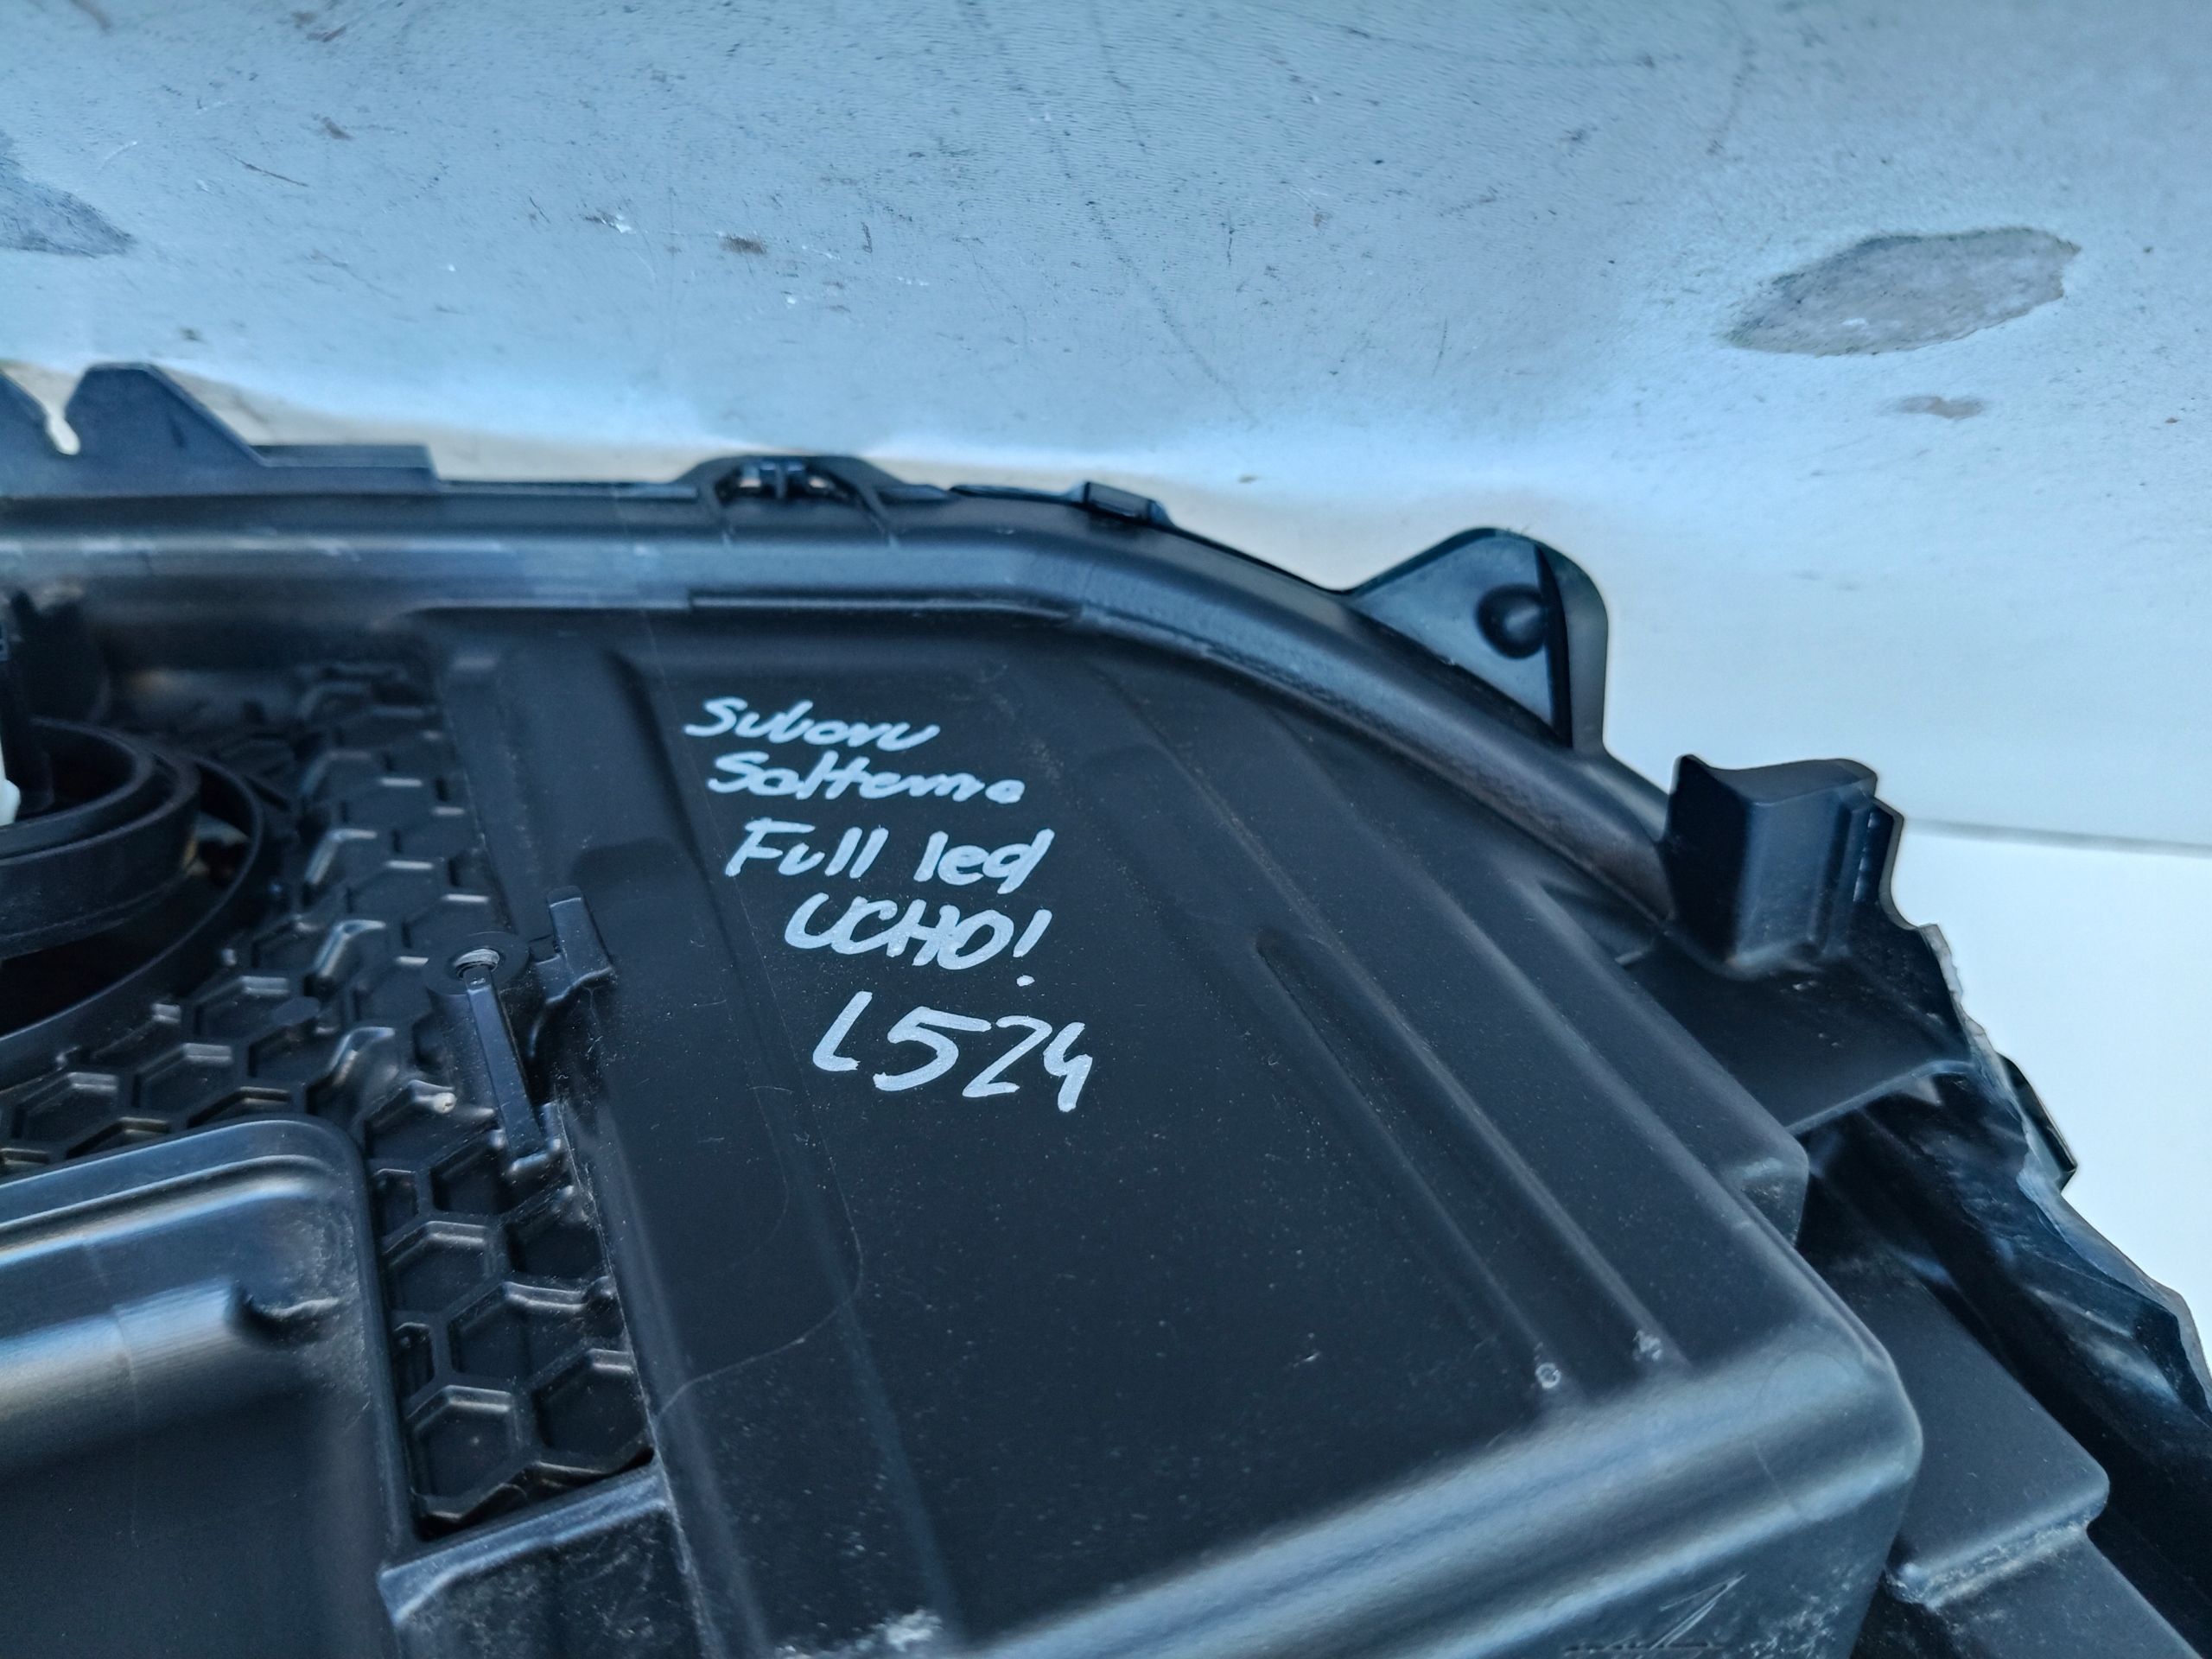 Subaru
Solterra
Full led
UCHO!
L524